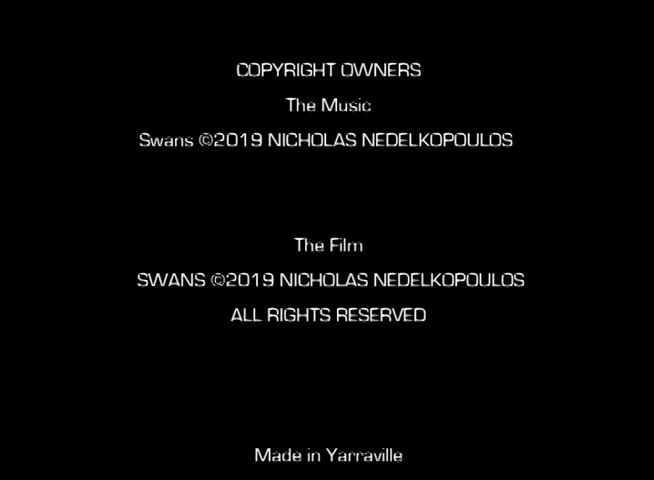 COPYRIGHT OWNERS
The Music
Swans ©2019 NICHOLAS NEDELKOPOULOS
The Film
SWANS ©2019 NICHOLAS NEDELKOPOULOS
ALL RIGHTS RESERVED
Made in Yarraville